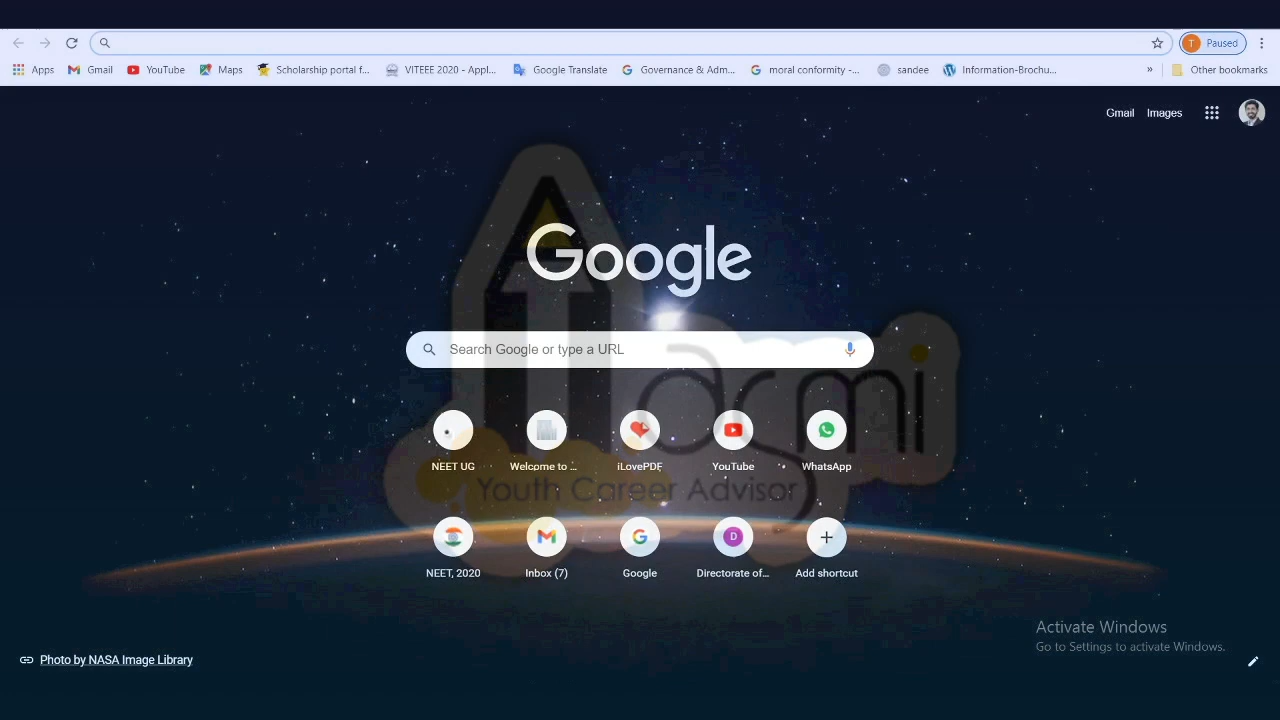 T Paused
Apps Gmail YouTube Maps Scholarship portal f... VITEEE 2020 - Appl... Google Translate Governance & Adm... moral conformity -... sandee Information-Brochu... » Other bookmarks
Gmail Images
Google
Search Google or type a URL
asmi
NEET UG Welcome to ... iLovePDF YouTube WhatsApp
Youth Career Advisor
D
NEET, 2020 Inbox (7) Google Directorate of... Add shortcut
Activate Windows
Go to Settings to activate Windows.
Photo by NASA Image Library